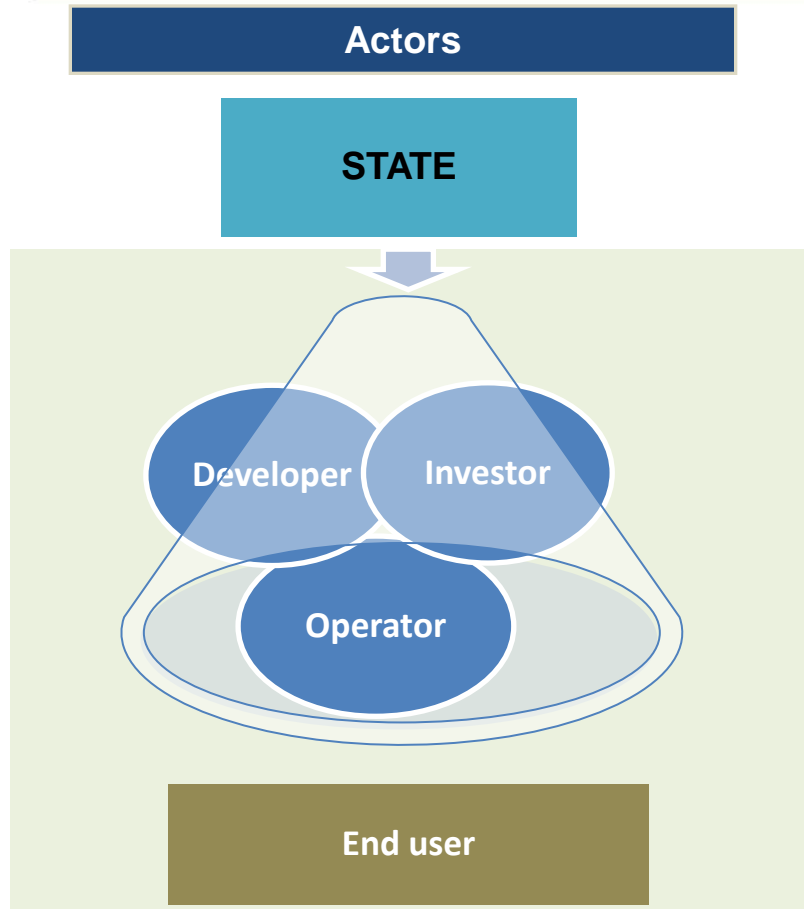 Actors
STATE
Developer
Investor
Operator
End user